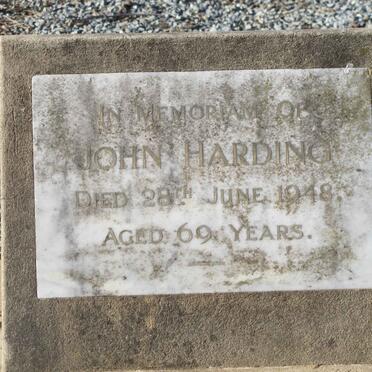 IN MEMORIAM OF
JOHN HARDING
DIED 28TH JUNE 1948.
AGED 69 YEARS.